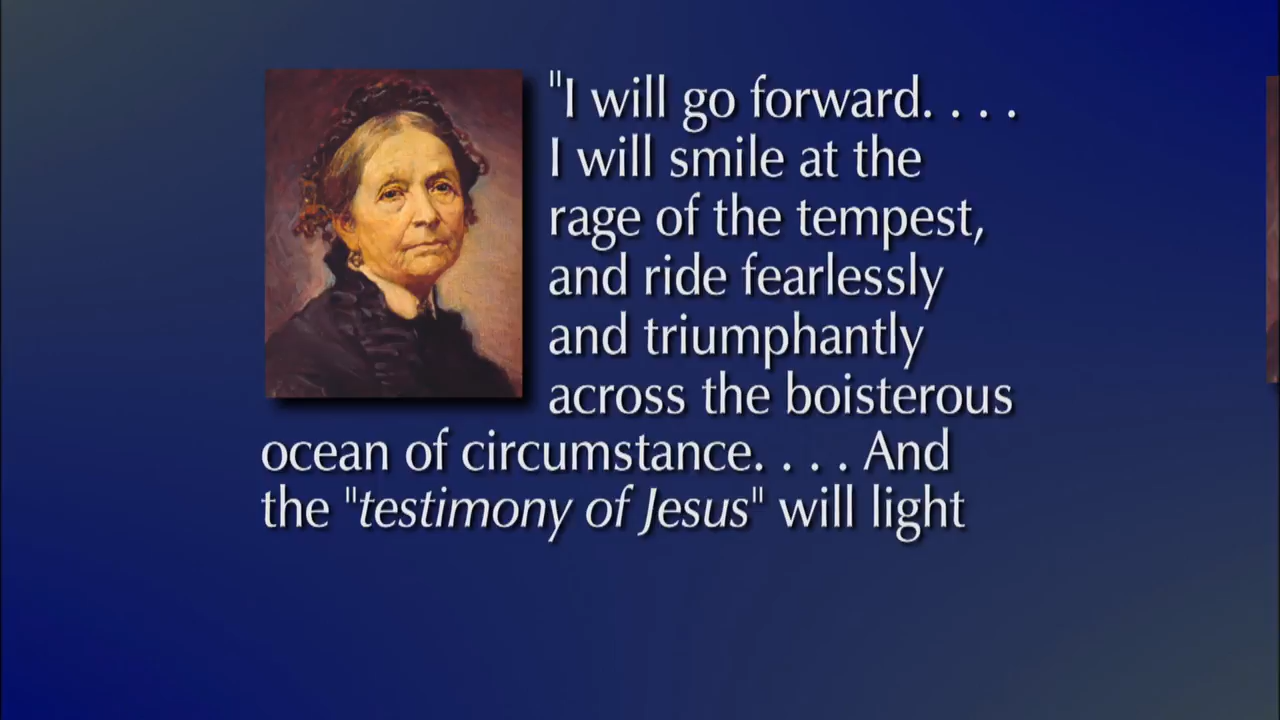 "I will go forward. . . .
I will smile at the
rage of the tempest,
and ride fearlessly
and triumphantly
across the boisterous
ocean of circumstance. . . . And
the "testimony of Jesus" will light